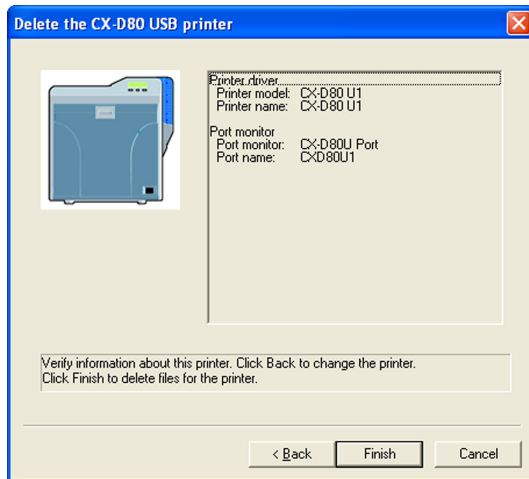 Delete the CX-D80 USB printer
Printer driver
Printer model: CX-D80 U1
Printer name: CX-D80 U1
Port monitor
Port monitor: CX-D80U Port
Port name: CXD80U1
Verify information about this printer. Click Back to change the printer.
Click Finish to delete files for the printer.
< Back
Finish
Cancel